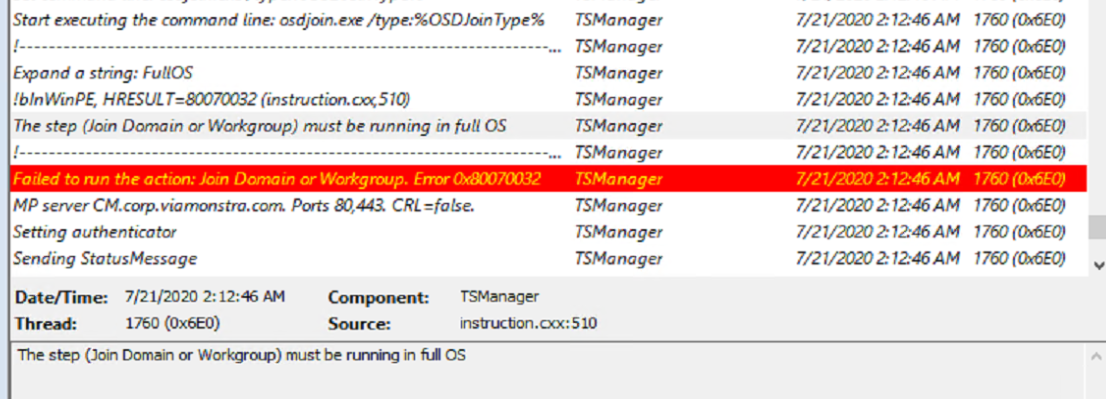 Start executing the command line: osdjoin.exe /type:%OSDJoinType% TSManager 7/21/2020 2:12:46 AM 1760 (0x6E0)
!--------------------------------------------------------------------... TSManager 7/21/2020 2:12:46 AM 1760 (0x6E0)
Expand a string: FullOS TSManager 7/21/2020 2:12:46 AM 1760 (0x6E0)
!bInWinPE, HRESULT=80070032 (instruction.cxx,510) TSManager 7/21/2020 2:12:46 AM 1760 (0x6E0)
The step (Join Domain or Workgroup) must be running in full OS TSManager 7/21/2020 2:12:46 AM 1760 (0x6E0)
!--------------------------------------------------------------------... TSManager 7/21/2020 2:12:46 AM 1760 (0x6E0)
Failed to run the action: Join Domain or Workgroup. Error 0x80070032 TSManager 7/21/2020 2:12:46 AM 1760 (0x6E0)
MP server CM.corp.viamonstra.com. Ports 80,443. CRL=false. TSManager 7/21/2020 2:12:46 AM 1760 (0x6E0)
Setting authenticator TSManager 7/21/2020 2:12:46 AM 1760 (0x6E0)
Sending StatusMessage TSManager 7/21/2020 2:12:46 AM 1760 (0x6E0)
Date/Time: 7/21/2020 2:12:46 AM Component: TSManager
Thread: 1760 (0x6E0) Source: instruction.cxx:510
The step (Join Domain or Workgroup) must be running in full OS